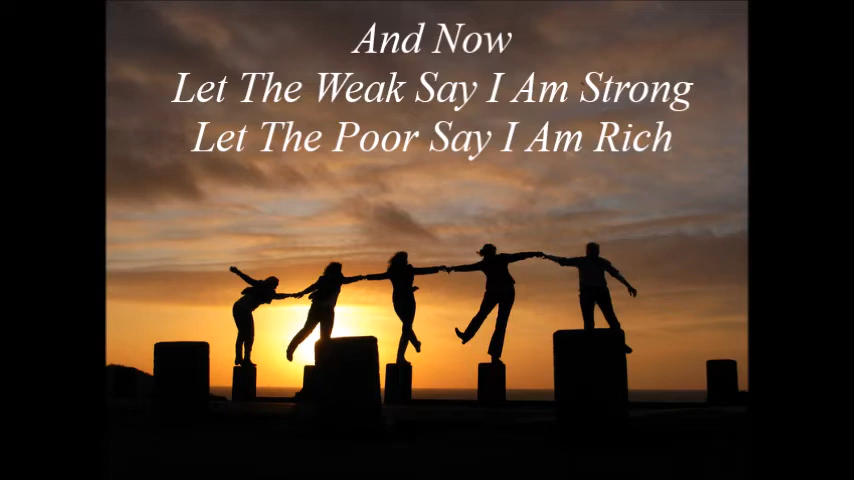 And Now
Let The Weak Say I Am Strong
Let The Poor Say I Am Rich